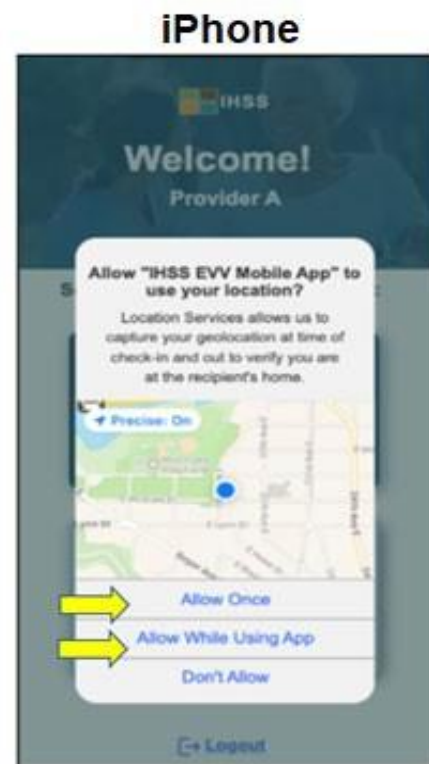 iPhone
IHSS
Welcome!
Provider A
Allow "IHSS EVV Mobile App" to
use your location?
Location Services allows us to
capture your geolocation at time of
check-in and out to verify you are
at the recipient's home.
Precise: On
Allow Once
Allow While Using App
Don't Allow
Logout